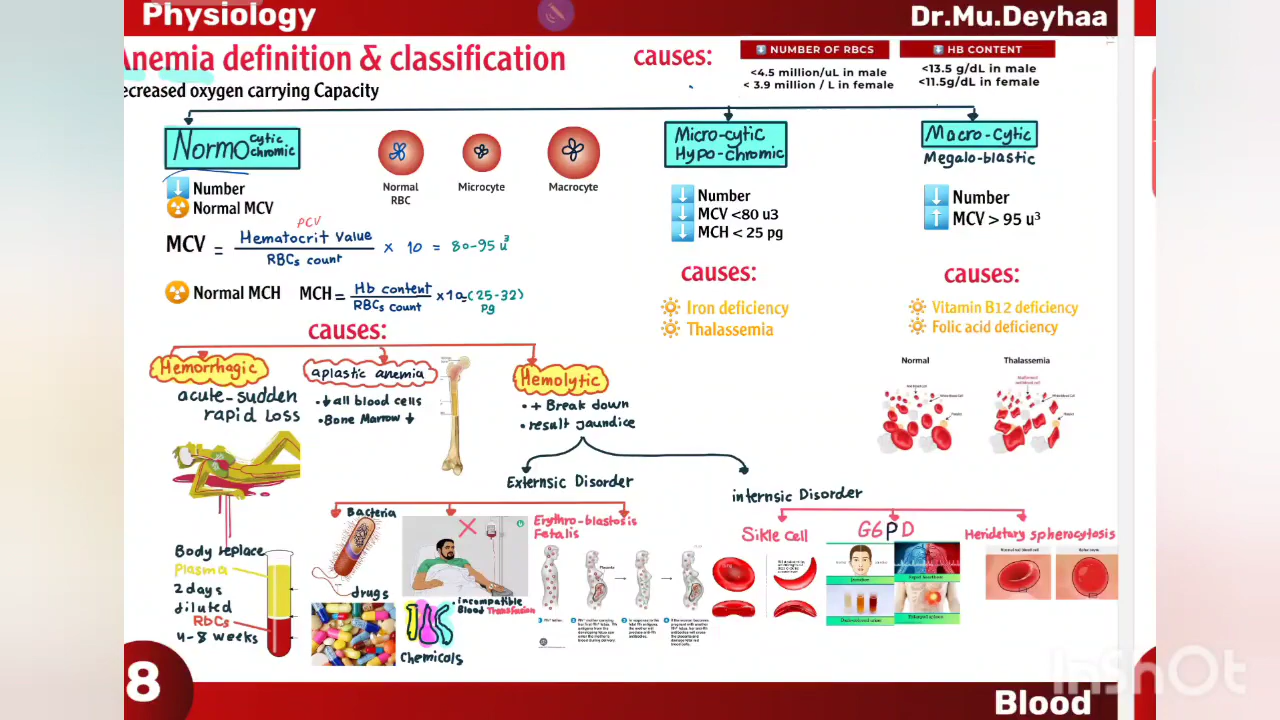 Physiology
Dr.Mu.Deyhaa
Anemia definition & classification
causes:
NUMBER OF RBCS
HB CONTENT
<4.5 million/uL in male
< 3.9 million / L in female
<13.5 g/dL in male
<11.5g/dL in female
ecreased oxygen carrying Capacity
Normo cytic
chromic
Normal
RBC
Microcyte
Macrocyte
Micro-cytic
Hypo-chromic
Macro-cytic
Megalo-blastic
Number
Normal MCV
PCV
MCV = Hematocrit Value
RBCs count
× 10 = 80-95 u3
Normal MCH
MCH = Hb content
RBCs count
×10=(25-32)
pg
Number
MCV <80 u3
MCH < 25 pg
causes:
Iron deficiency
Thalassemia
Number
MCV > 95 u3
causes:
Vitamin B12 deficiency
Folic acid deficiency
Normal
Thalassemia
causes:
Hemorrhagic
acute-sudden
rapid Loss
aplastic anemia
•↓all blood cells
•Bone Marrow ↓
Hemolytic
•+ Break down
•result jaundice
Externsic Disorder
internsic Disorder
Bacteria
Erythro-blastosis
Fetalis
Sikle Cell
G6PD
Heridetary spherocytosis
Body replace
Plasma
2 days
diluted
RBCs
4-8 weeks
drugs
•incompatible
Blood Transfusion
Chemicals
Placenta
8
Blood
InShOt